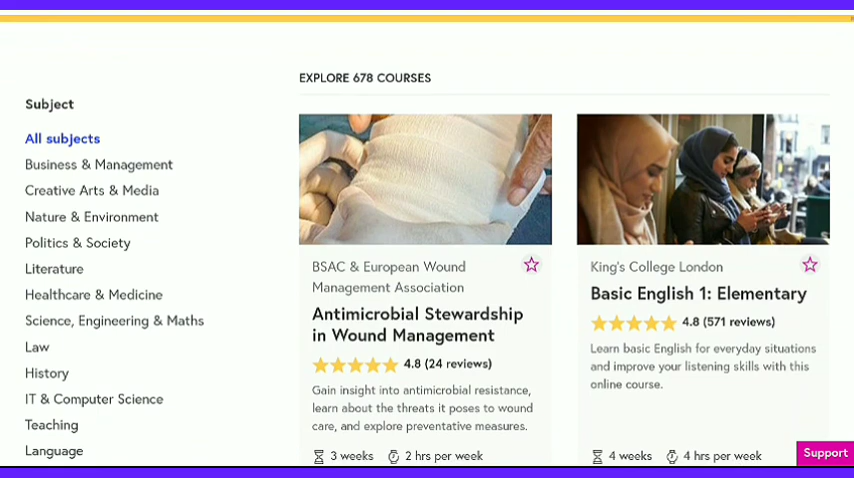 EXPLORE 678 COURSES
Subject
All subjects
Business & Management
Creative Arts & Media
Nature & Environment
Politics & Society
Literature
Healthcare & Medicine
Science, Engineering & Maths
Law
History
IT & Computer Science
Teaching
Language
BSAC & European Wound
Management Association
Antimicrobial Stewardship
in Wound Management
4.8 (24 reviews)
Gain insight into antimicrobial resistance,
learn about the threats it poses to wound
care, and explore preventative measures.
3 weeks 2 hrs per week
King's College London
Basic English 1: Elementary
4.8 (571 reviews)
Learn basic English for everyday situations
and improve your listening skills with this
online course.
4 weeks 4 hrs per week
Support